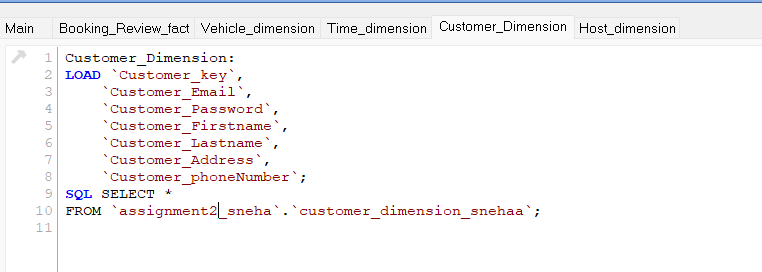 Main Booking_Review_fact Vehicle_dimension Time_dimension Customer_Dimension Host_dimension
1 Customer_Dimension:
2 LOAD `Customer_key`,
3 `Customer_Email`,
4 `Customer_Password`,
5 `Customer_Firstname`,
6 `Customer_Lastname`,
7 `Customer_Address`,
8 `Customer_phoneNumber`;
9 SQL SELECT *
10 FROM `assignment2_sneha`.`customer_dimension_snehaa`;
11